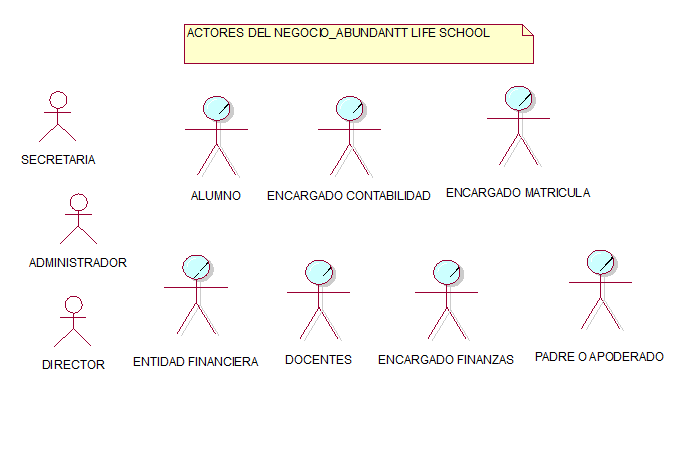 ACTORES DEL NEGOCIO_ABUNDANTT LIFE SCHOOL
SECRETARIA
ALUMNO
ENCARGADO CONTABILIDAD
ENCARGADO MATRICULA
ADMINISTRADOR
DIRECTOR
ENTIDAD FINANCIERA
DOCENTES
ENCARGADO FINANZAS
PADRE O APODERADO